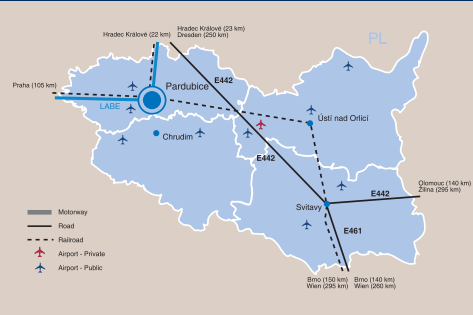 Hradec Králové (22 km)
Hradec Králové (23 km)
Dresden (250 km)
PL
E442
Praha (105 km)
Pardubice
LABE
Ústí nad Orlicí
Chrudim
E442
Olomouc (140 km)
Žilina (295 km)
E442
Svitavy
E461
Motorway
Road
Railroad
Airport - Private
Airport - Public
Brno (150 km)
Wien (295 km)
Brno (140 km)
Wien (260 km)